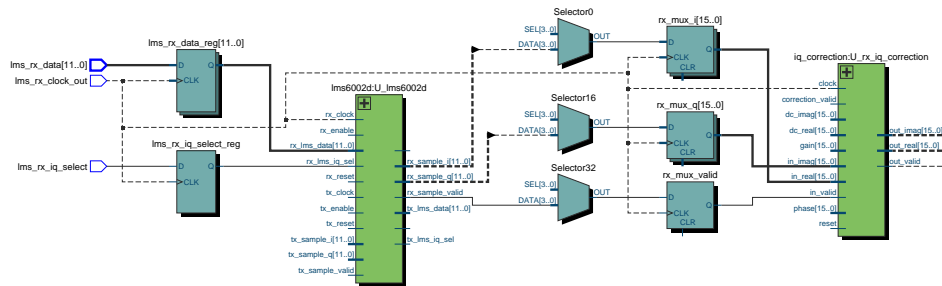 Selector0
rx_mux_i[15..0]
SEL[3..0]
DATA[3..0]
OUT
D
Q
CLK
CLR
lms_rx_data_reg[11..0]
lms_rx_data[11..0]
D
Q
CLK
lms_rx_clock_out
lms_rx_iq_select_reg
lms_rx_iq_select
D
Q
CLK
lms6002d:U_lms6002d
rx_clock
rx_enable
rx_lms_data[11..0]
rx_lms_iq_sel
rx_reset
tx_clock
tx_enable
tx_reset
tx_sample_i[11..0]
tx_sample_q[11..0]
tx_sample_valid
rx_sample_i[11..0]
rx_sample_q[11..0]
rx_sample_valid
tx_lms_data[11..0]
tx_lms_iq_sel
Selector16
rx_mux_q[15..0]
SEL[3..0]
DATA[3..0]
OUT
D
Q
CLK
CLR
Selector32
rx_mux_valid
SEL[3..0]
DATA[3..0]
OUT
D
Q
CLK
CLR
iq_correction:U_rx_iq_correction
clock
correction_valid
dc_imag[15..0]
dc_real[15..0]
gain[15..0]
in_imag[15..0]
in_real[15..0]
in_valid
phase[15..0]
reset
out_imag[15..0]
out_real[15..0]
out_valid